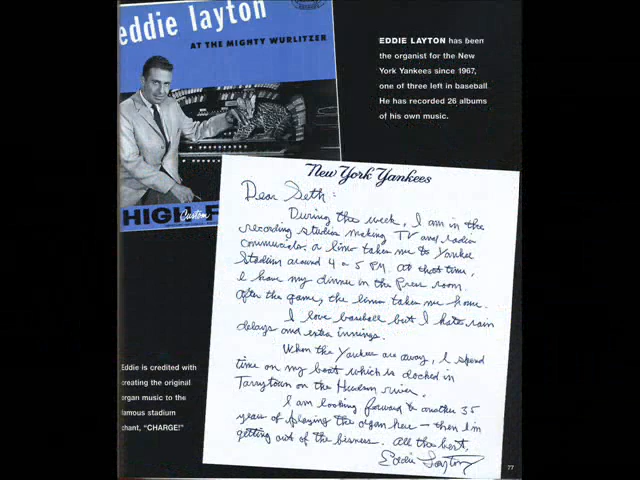 eddie layton
AT THE MIGHTY WURLITZER
HIGH-F
Custom
EDDIE LAYTON has been
the organist for the New
York Yankees since 1967,
one of three left in baseball.
He has recorded 26 albums
of his own music.
New York Yankees
Dear Seth:
During the week, I am in the
recording studios making TV and radio
commercials. a limo takes me to Yankee
Stadium around 4 or 5 PM. At that time,
I have my dinner in the Press room.
After the game, the limo takes me home.
I love baseball but I hate rain
delays and extra innings.
When the Yankees are away, I spend
time on my boat which is docked in
Tarrytown on the Hudson river.
I am looking forward to another 35
years of playing the organ here — then I'm
getting out of the business. All the best,
Eddie Layton
Eddie is credited with
creating the original
organ music to the
famous stadium
chant, "CHARGE!"
77